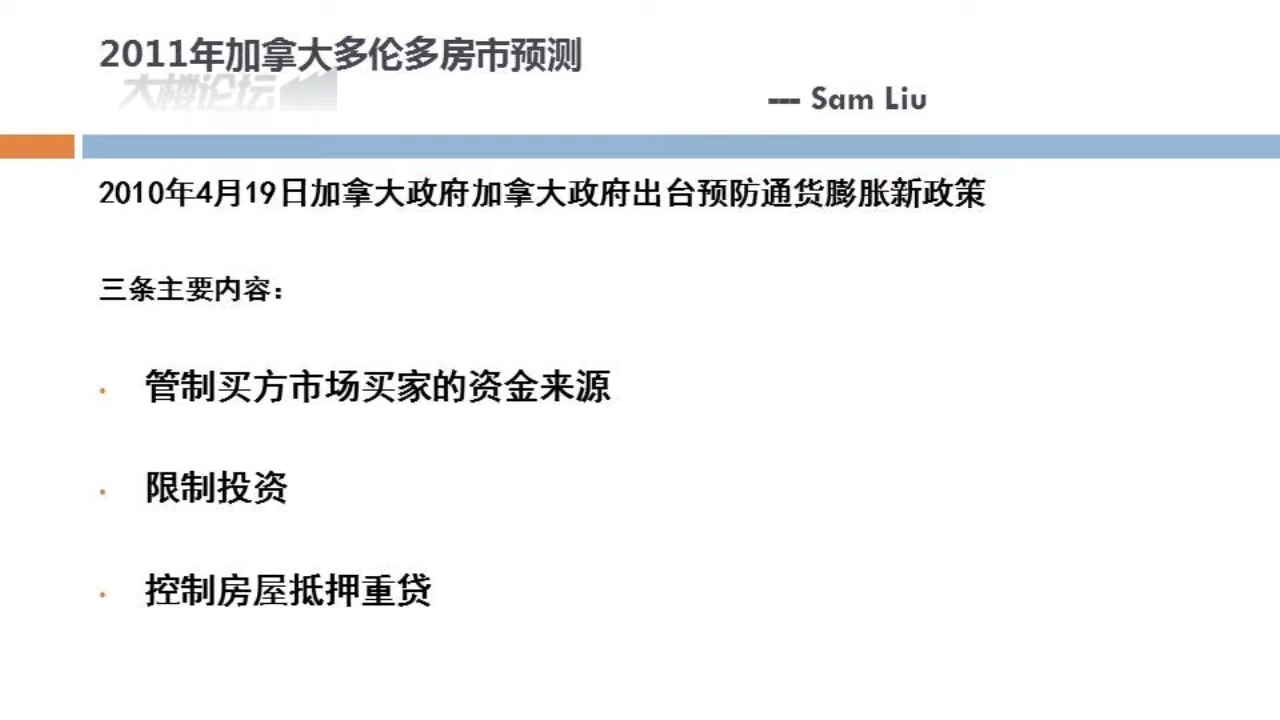 2011年加拿大多伦多房市预测
大楼论坛
--- Sam Liu
2010年4月19日加拿大政府加拿大政府出台预防通货膨胀新政策
三条主要内容：
• 管制买方市场买家的资金来源
• 限制投资
• 控制房屋抵押重贷